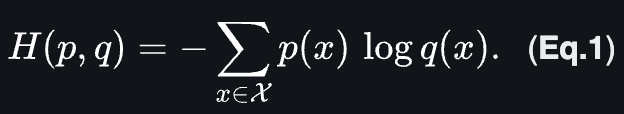 H(p, q) = − ∑_{x∈𝒳} p(x) log q(x). (Eq.1)